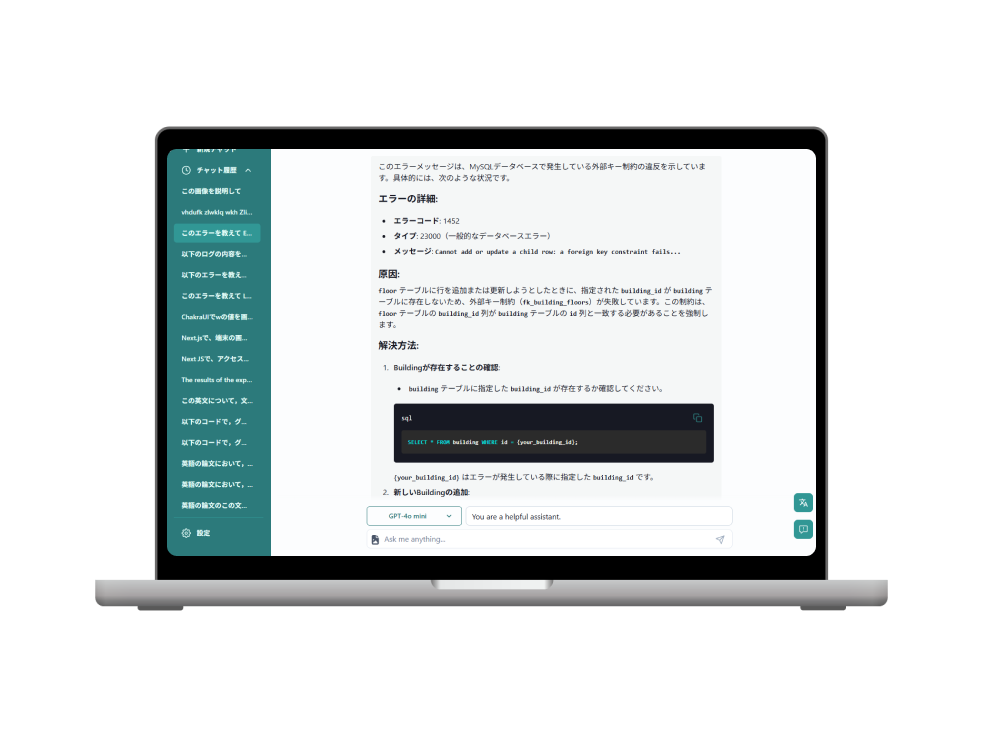 チャット履歴
この画像を説明して
vhdufk zlwklq wkh Zli...
このエラーを教えて E...
以下のログの内容を...
以下のエラーを教え...
このエラーを教えて L...
ChakraUIでwの値を画...
Next.jsで、端末の画...
Next JSで、アクセス...
The results of the exp...
この英文について，文...
以下のコードで，グ...
以下のコードで，グ...
英語の論文において，...
英語の論文において，...
英語の論文のこの文...
設定
このエラーメッセージは、MySQLデータベースで発生している外部キー制約の違反を示していま
す。具体的には、次のような状況です。
エラーの詳細:
• エラーコード: 1452
• タイプ: 23000（一般的なデータベースエラー）
• メッセージ: Cannot add or update a child row: a foreign key constraint fails...
原因:
floor テーブルに行を追加または更新しようとしたときに、指定された building_id が building テ
ーブルに存在しないため、外部キー制約（fk_building_floors）が失敗しています。この制約は、
floor テーブルの building_id 列が building テーブルの id 列と一致する必要があることを強制し
ます。
解決方法:
1. Buildingが存在することの確認:
• building テーブルに指定した building_id が存在するか確認してください。
sql
SELECT * FROM building WHERE id = {your_building_id};
{your_building_id} はエラーが発生している際に指定した building_id です。
2. 新しいBuildingの追加:
GPT-4o mini
You are a helpful assistant.
Ask me anything...